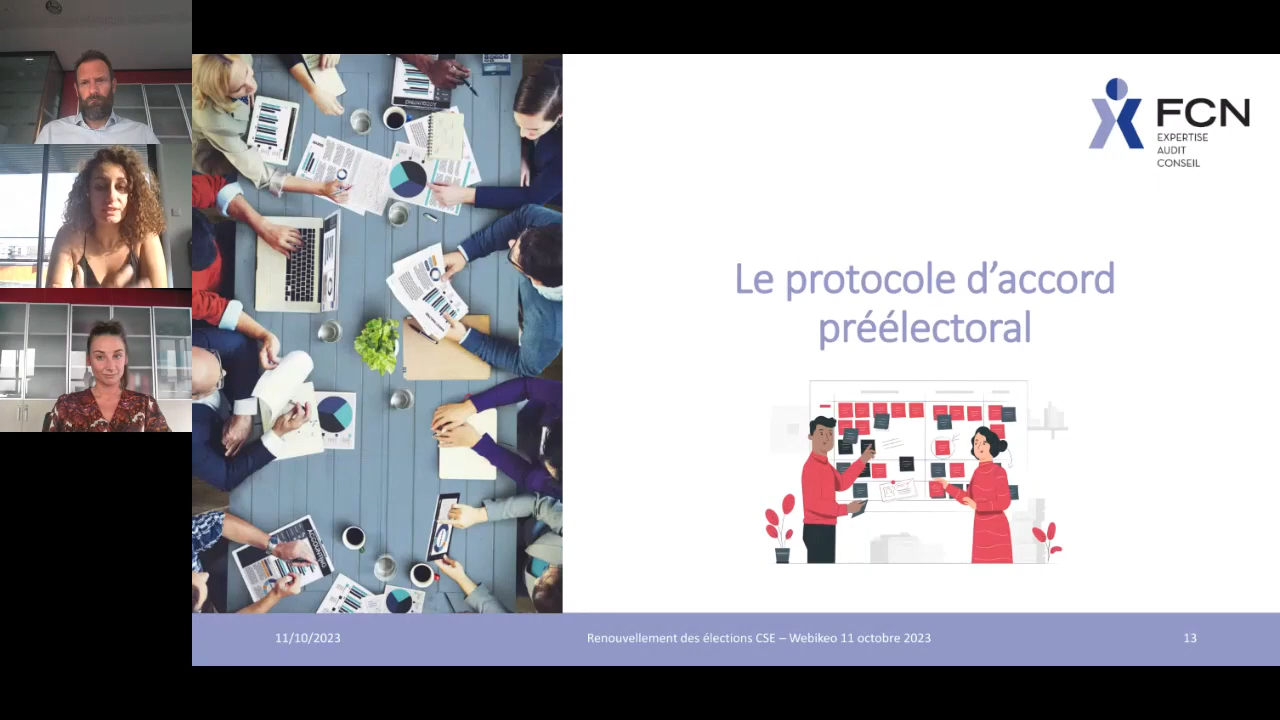 FCN
EXPERTISE
AUDIT
CONSEIL
Le protocole d’accord
préélectoral
ACCOUNTING
11/10/2023
Renouvellement des élections CSE – Webikeo 11 octobre 2023
13